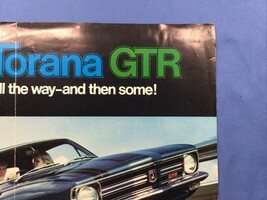 Torana GTR
ll the way–and then some!